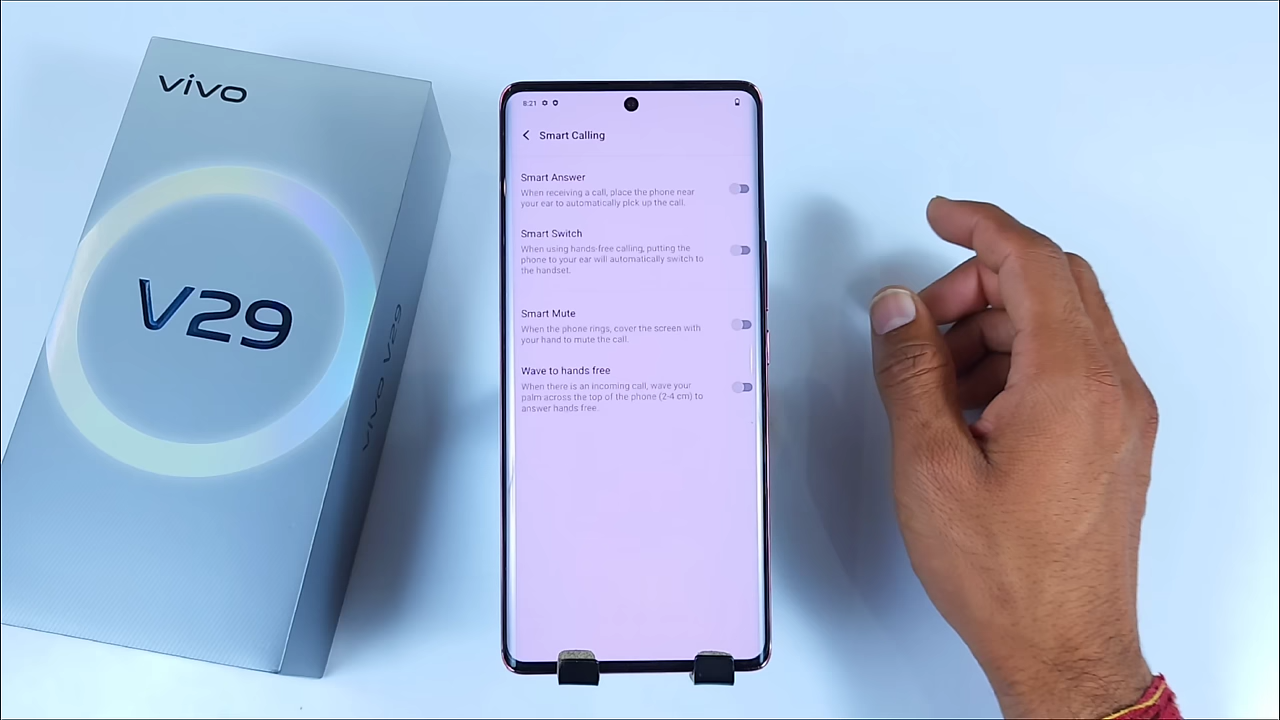 vivo
V29
vivo V29
8:21
Smart Calling
Smart Answer
When receiving a call, place the phone near
your ear to automatically pick up the call.
Smart Switch
When using hands-free calling, putting the
phone to your ear will automatically switch to
the handset.
Smart Mute
When the phone rings, cover the screen with
your hand to mute the call.
Wave to hands free
When there is an incoming call, wave your
palm across the top of the phone (2-4 cm) to
answer hands free.